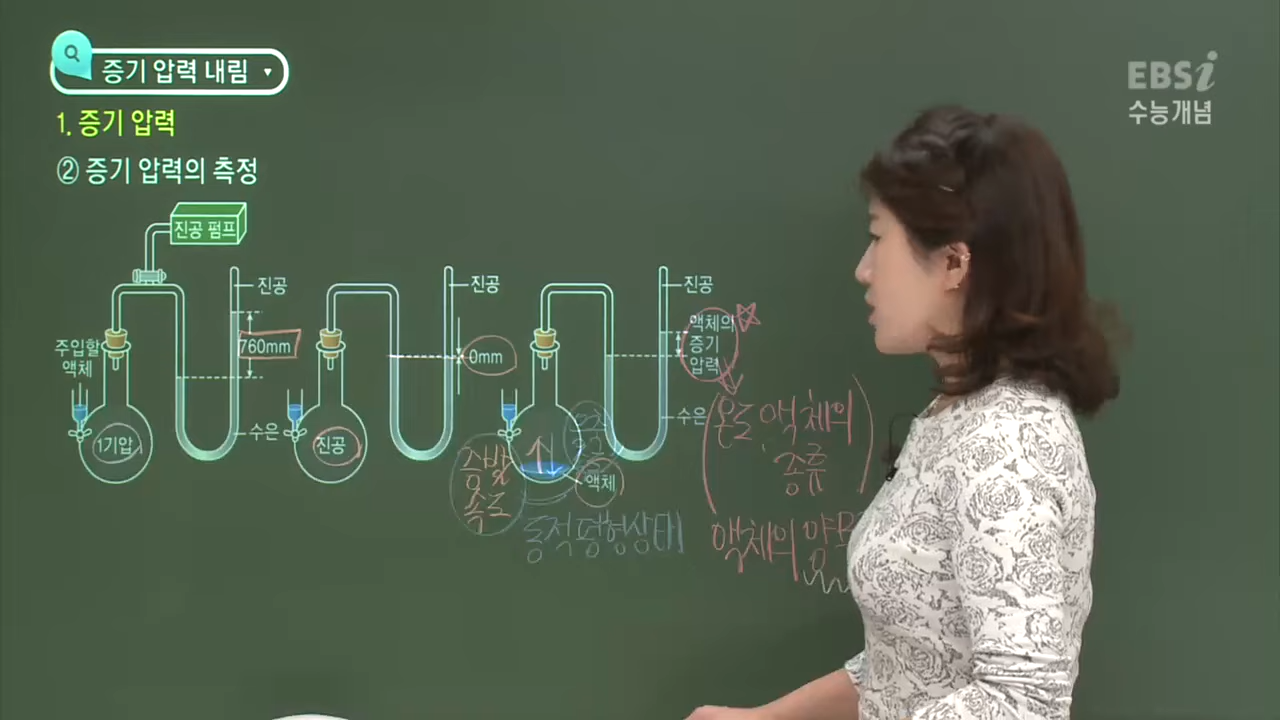 증기 압력 내림
EBSi
수능개념
1. 증기 압력
② 증기 압력의 측정
진공 펌프
진공
760mm
주입할
액체
1기압
수은
진공
0mm
진공
진공
액체의
증기
압력
수은
액체
증발
속도
동적평형상태
온도, 액체의
종류
액체의